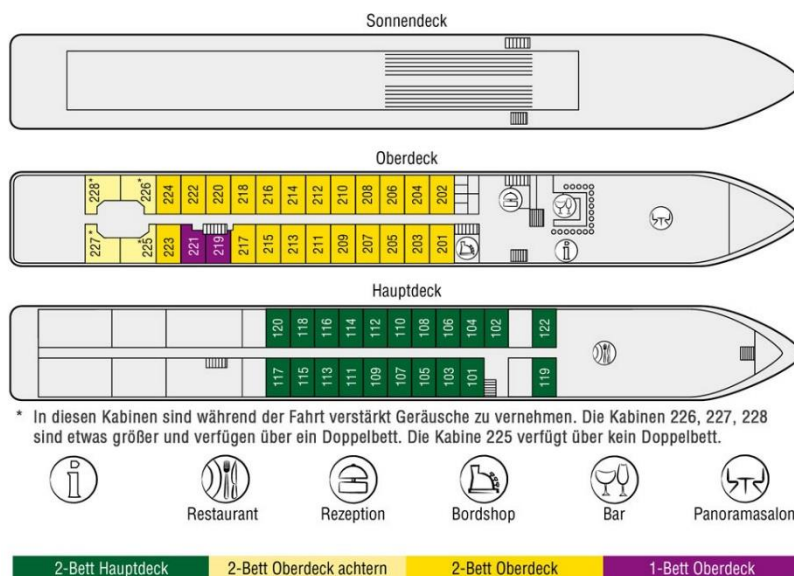 Sonnendeck
Oberdeck
228* 226* 224 222 220 218 216 214 212 210 208 206 204 202
227* 225* 223 221 219 217 215 213 211 209 207 205 203 201
Hauptdeck
120 118 116 114 112 110 108 106 104 102 122
117 115 113 111 109 107 105 103 101 119
* In diesen Kabinen sind während der Fahrt verstärkt Geräusche zu vernehmen. Die Kabinen 226, 227, 228
sind etwas größer und verfügen über ein Doppelbett. Die Kabine 225 verfügt über kein Doppelbett.
Restaurant Rezeption Bordshop Bar Panoramasalon
2-Bett Hauptdeck 2-Bett Oberdeck achtern 2-Bett Oberdeck 1-Bett Oberdeck